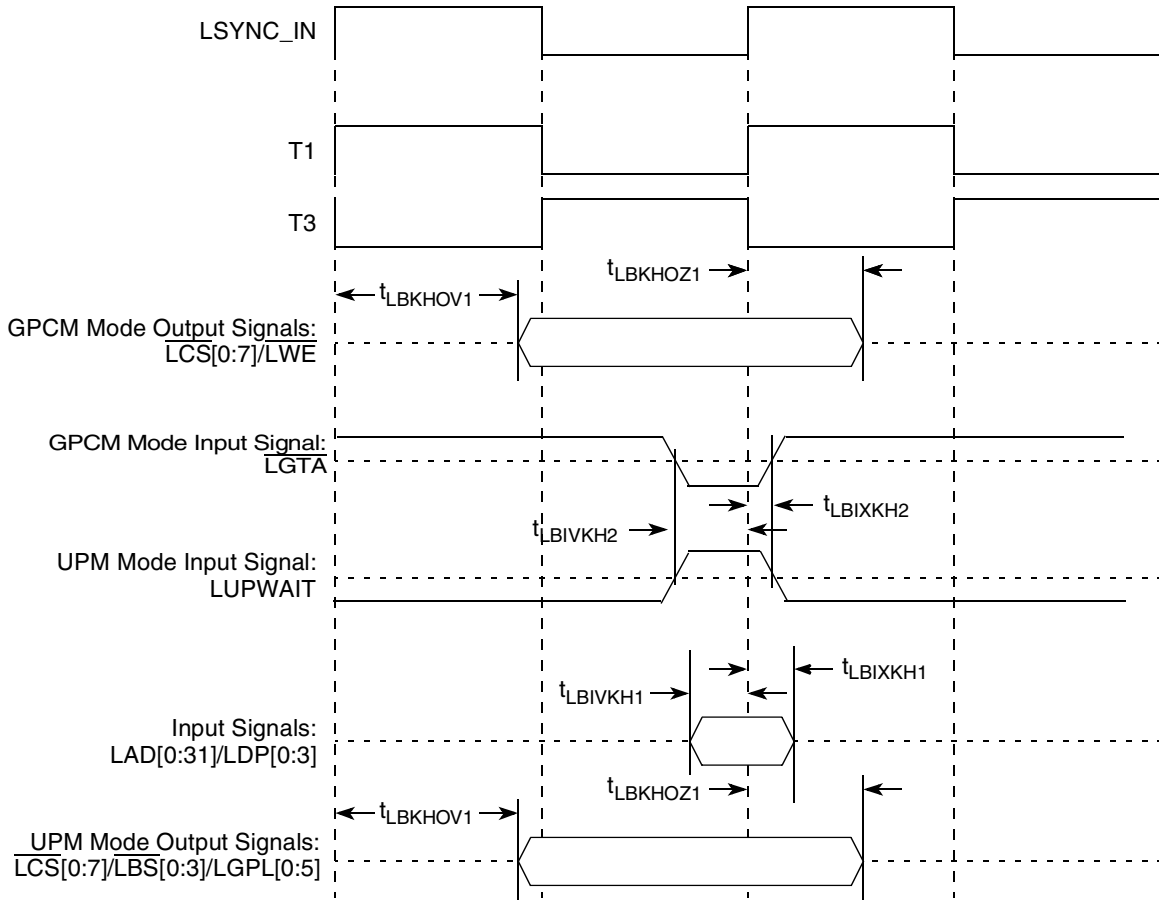 LSYNC_IN
T1
T3
tLBKHOZ1
tLBKHOV1
GPCM Mode Output Signals:
LCS[0:7]/LWE
GPCM Mode Input Signal:
LGTA
tLBIXKH2
tLBIVKH2
UPM Mode Input Signal:
LUPWAIT
tLBIXKH1
tLBIVKH1
Input Signals:
LAD[0:31]/LDP[0:3]
tLBKHOZ1
tLBKHOV1
UPM Mode Output Signals:
LCS[0:7]/LBS[0:3]/LGPL[0:5]